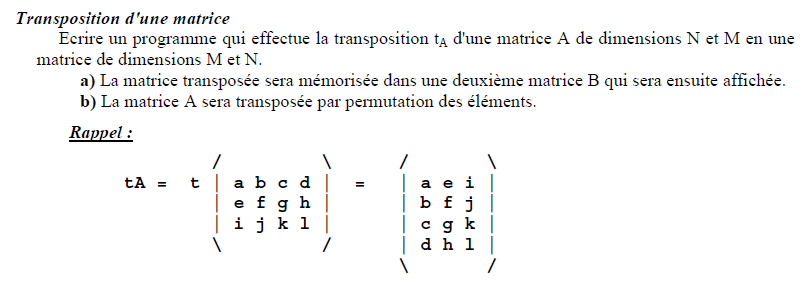 Transposition d'une matrice
Ecrire un programme qui effectue la transposition tA d'une matrice A de dimensions N et M en une
matrice de dimensions M et N.
a) La matrice transposée sera mémorisée dans une deuxième matrice B qui sera ensuite affichée.
b) La matrice A sera transposée par permutation des éléments.
Rappel :
/ \ / \
tA = t | a b c d | = | a e i |
| e f g h | | b f j |
| i j k l | | c g k |
\ / | d h l |
\ /